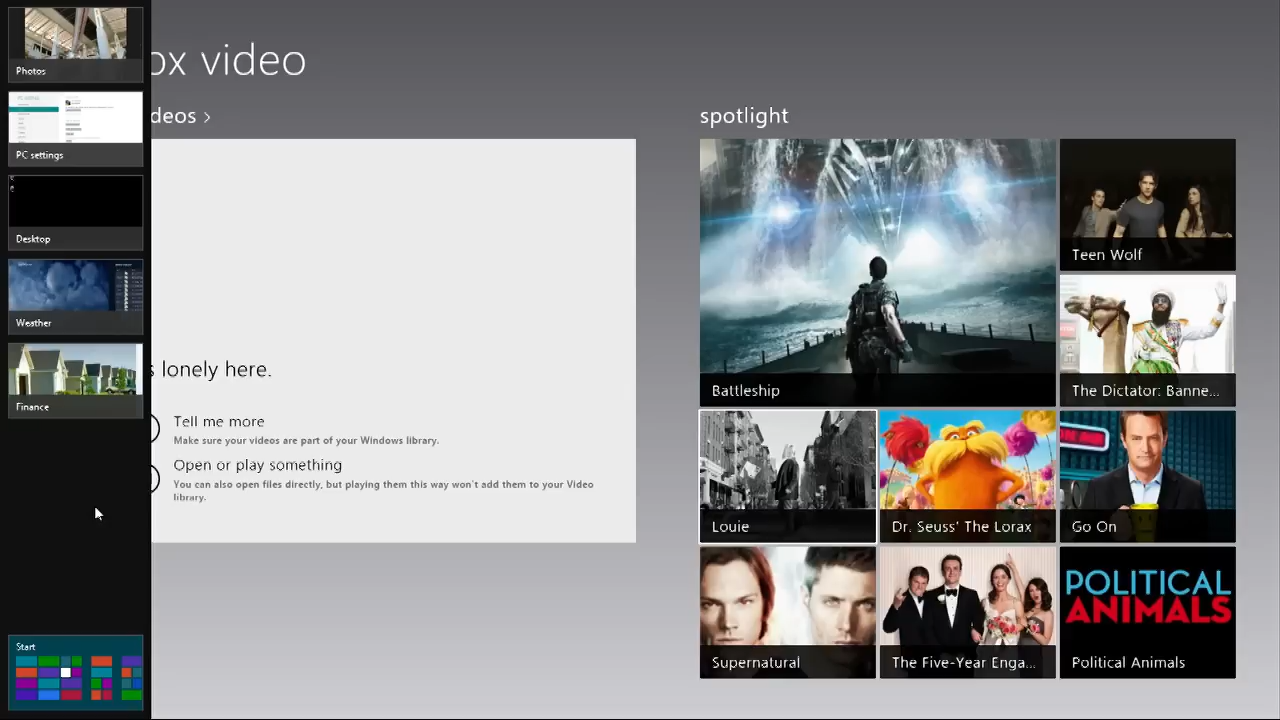 Photos
PC settings
Desktop
Weather
Finance
Start
ox video
deos >
s lonely here.
Tell me more
Make sure your videos are part of your Windows library.
Open or play something
You can also open files directly, but playing them this way won't add them to your Video
library.
spotlight
Battleship
Teen Wolf
The Dictator: Banne...
Louie
Dr. Seuss' The Lorax
Go On
Supernatural
The Five-Year Enga...
POLITICAL
ANIMALS
Political Animals